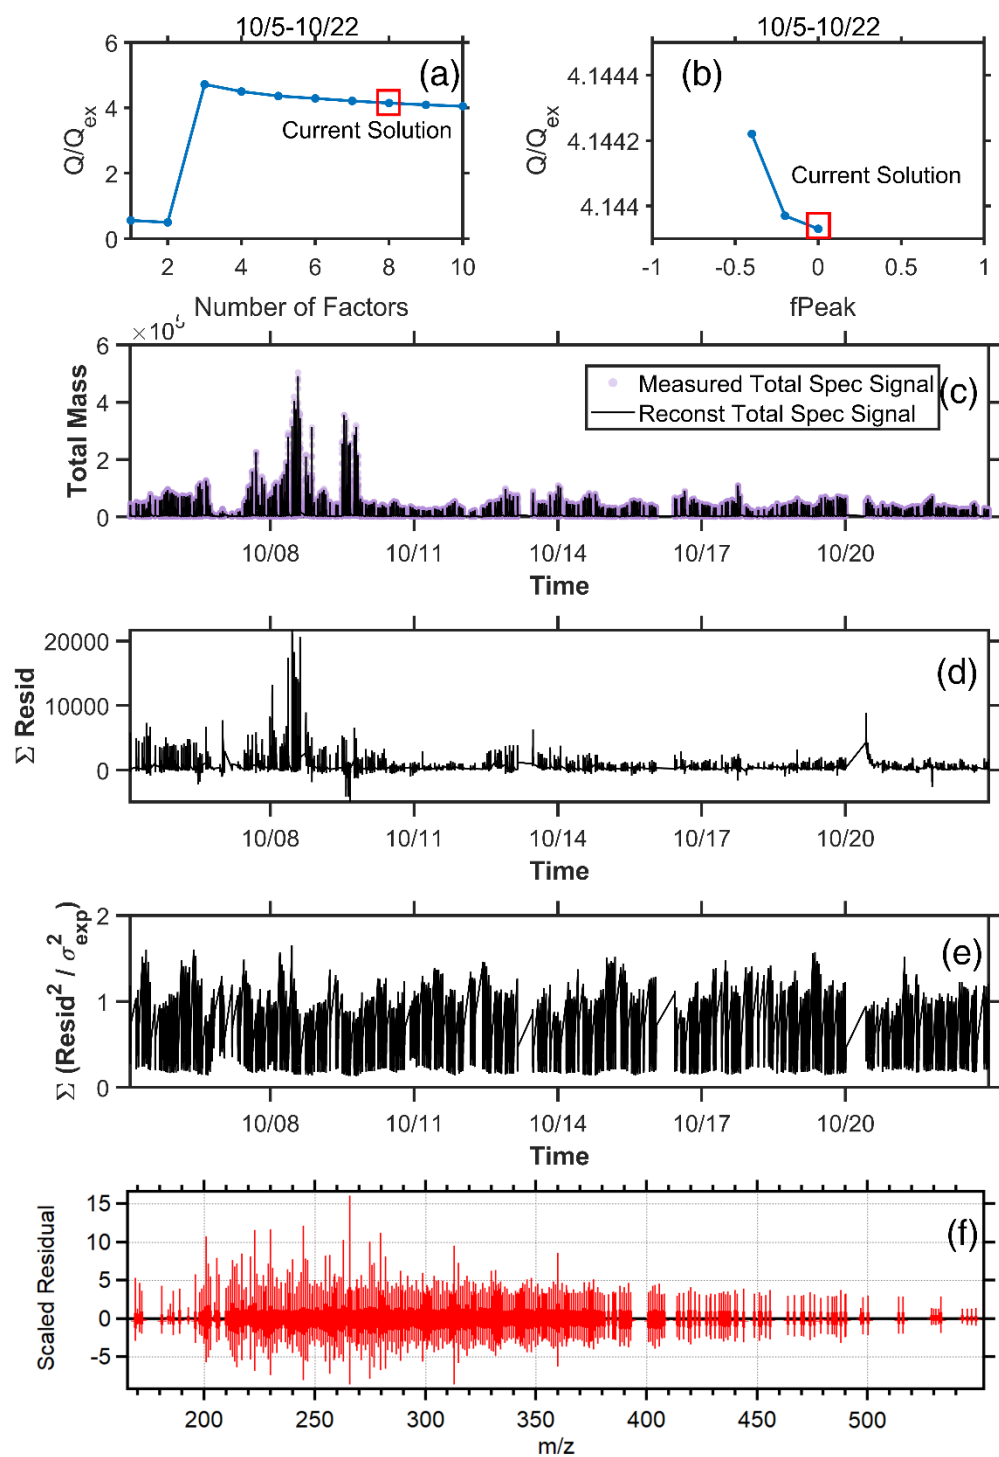 10/5-10/22
(a)
Q/Qex
6
4
2
0
Current Solution
2 4 6 8 10
Number of Factors
10/5-10/22
(b)
Q/Qex
4.1444
4.1442
4.144
Current Solution
-1 -0.5 0 0.5 1
fPeak
Total Mass
6
4
2
0
Measured Total Spec Signal
Reconst Total Spec Signal
(c)
10/08 10/11 10/14 10/17 10/20
Time
Σ Resid
20000
10000
0
(d)
10/08 10/11 10/14 10/17 10/20
Time
Σ (Resid² / σ²exp)
2
1
0
(e)
10/08 10/11 10/14 10/17 10/20
Time
Scaled Residual
15
10
5
0
-5
(f)
200 250 300 350 400 450 500
m/z